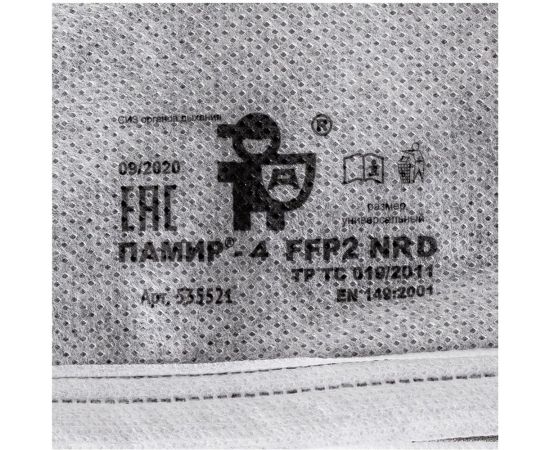 СИЗ органов дыхания
®
09/2020
ЕАС
размер
универсальный
ПАМИР®-4 FFP2 NRD
ТР ТС 019/2011
Арт. 535521
EN 149:2001